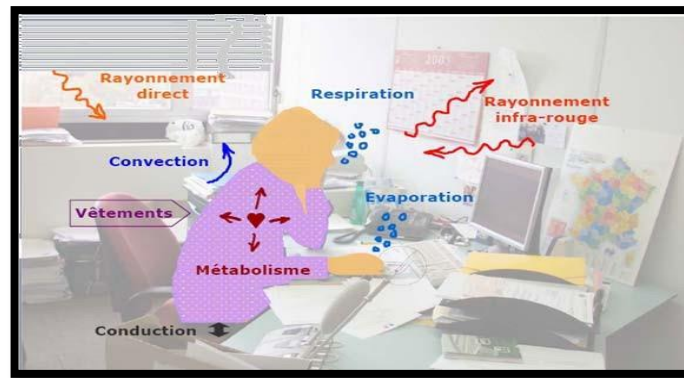 Rayonnement
direct
Respiration
Rayonnement
infra-rouge
Convection
Evaporation
Vêtements
Métabolisme
Conduction